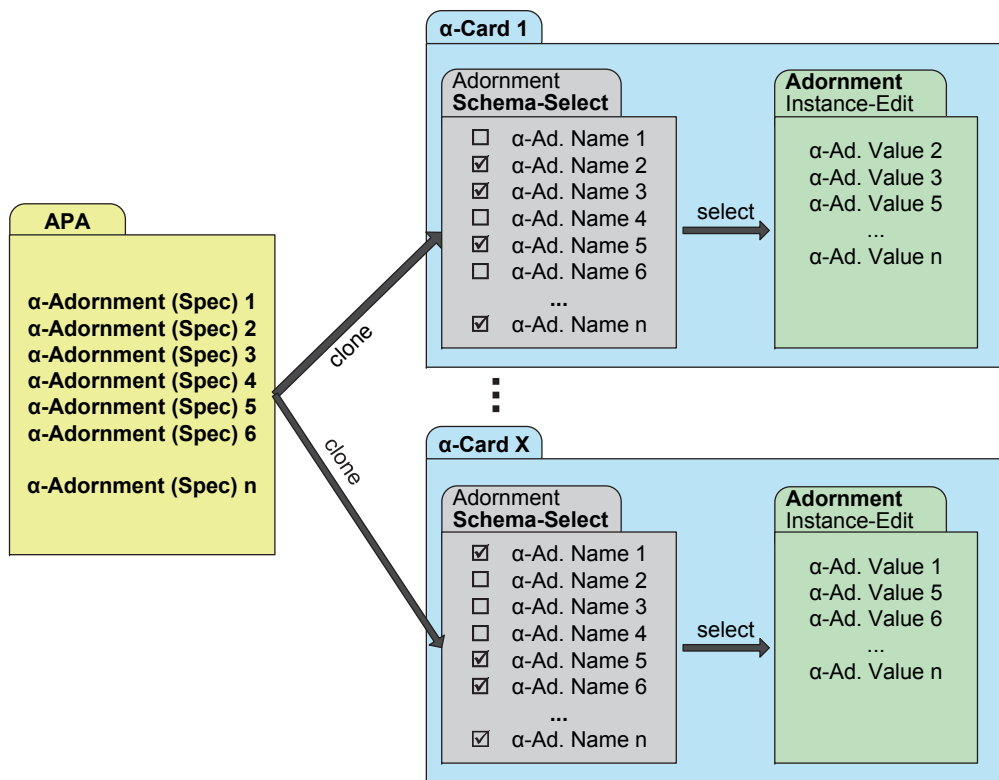 APA
α-Adornment (Spec) 1
α-Adornment (Spec) 2
α-Adornment (Spec) 3
α-Adornment (Spec) 4
α-Adornment (Spec) 5
α-Adornment (Spec) 6
α-Adornment (Spec) n
clone
clone
α-Card 1
Adornment
Schema-Select
α-Ad. Name 1
α-Ad. Name 2
α-Ad. Name 3
α-Ad. Name 4
α-Ad. Name 5
α-Ad. Name 6
...
α-Ad. Name n
select
Adornment
Instance-Edit
α-Ad. Value 2
α-Ad. Value 3
α-Ad. Value 5
...
α-Ad. Value n
α-Card X
Adornment
Schema-Select
α-Ad. Name 1
α-Ad. Name 2
α-Ad. Name 3
α-Ad. Name 4
α-Ad. Name 5
α-Ad. Name 6
...
α-Ad. Name n
select
Adornment
Instance-Edit
α-Ad. Value 1
α-Ad. Value 5
α-Ad. Value 6
...
α-Ad. Value n